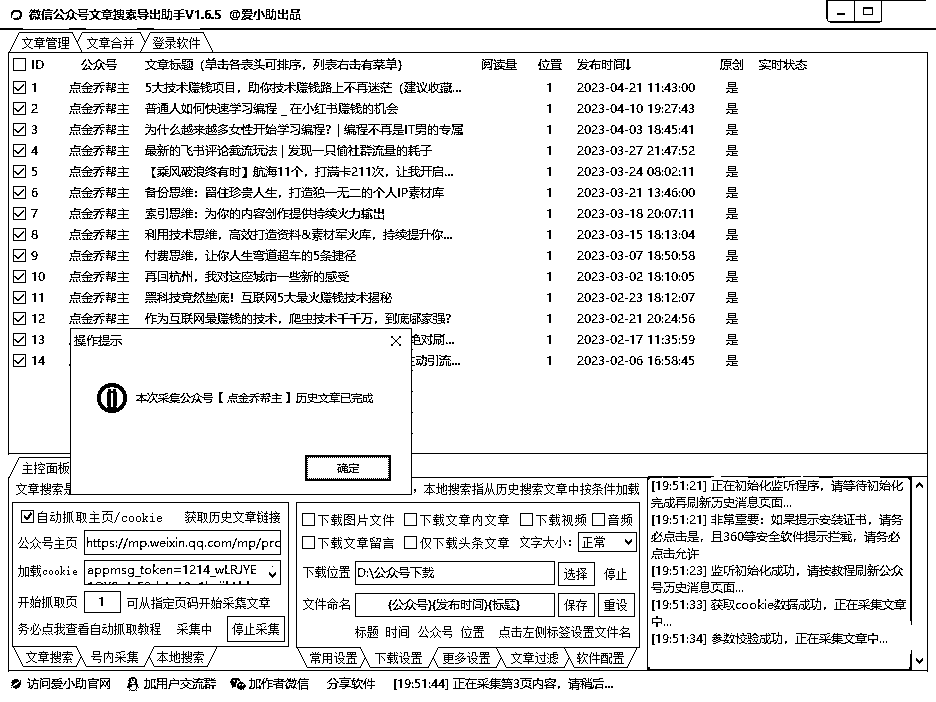 微信公众号文章搜索导出助手V1.6.5 @爱小助出品
文章管理 文章合并 登录软件
ID 公众号 文章标题（单击各表头可排序，列表右击有菜单） 阅读量 位置 发布时间↓ 原创 实时状态
1 点金乔帮主 5大技术赚钱项目，助你技术赚钱路上不再迷茫（建议收藏... 1 2023-04-21 11:43:00 是
2 点金乔帮主 普通人如何快速学习编程 _ 在小红书赚钱的机会 1 2023-04-10 19:27:43 是
3 点金乔帮主 为什么越来越多女性开始学习编程？| 编程不再是IT男的专属 1 2023-04-03 18:45:41 是
4 点金乔帮主 最新的飞书评论截流玩法 | 发现一只偷社群流量的耗子 1 2023-03-27 21:47:52 是
5 点金乔帮主 【乘风破浪终有时】航海11个，打满卡211次，让我开启... 1 2023-03-24 08:02:11 是
6 点金乔帮主 备份思维：留住珍贵人生，打造独一无二的个人IP素材库 1 2023-03-21 13:46:00 是
7 点金乔帮主 索引思维：为你的内容创作提供持续火力输出 1 2023-03-18 20:07:11 是
8 点金乔帮主 利用技术思维，高效打造资料&素材军火库，持续提升你... 1 2023-03-15 18:13:04 是
9 点金乔帮主 付费思维，让你人生弯道超车的5条捷径 1 2023-03-07 18:50:58 是
10 点金乔帮主 再回杭州，我对这座城市一些新的感受 1 2023-03-02 18:10:05 是
11 点金乔帮主 黑科技竟然垫底！互联网5大最火赚钱技术揭秘 1 2023-02-23 18:12:07 是
12 点金乔帮主 作为互联网最赚钱的技术，爬虫技术千千万，到底哪家强？ 1 2023-02-21 20:24:56 是
13 绝对刷... 1 2023-02-17 11:35:59 是
14 动引流... 1 2023-02-06 16:58:45 是
操作提示
本次采集公众号【 点金乔帮主 】历史文章已完成
确定
主控面板
文章搜索是 ，本地搜索指从历史搜索文章中按条件加载
自动抓取主页/cookie 获取历史文章链接
公众号主页 https://mp.weixin.qq.com/mp/pro
加载cookie appmsg_token=1214_wLRJYE
开始抓取页 1 可从指定页码开始采集文章
务必点我查看自动抓取教程 采集中 停止采集
文章搜索 号内采集 本地搜索
下载图片文件 下载文章内文章 下载视频 音频
下载文章留言 仅下载头条文章 文字大小： 正常
下载位置 D:\公众号下载 选择 停止
文件命名 {公众号}{发布时间}{标题} 保存 重设
标题 时间 公众号 位置 点击左侧标签设置文件名
常用设置 下载设置 更多设置 文章过滤 软件配置
[19:51:21] 正在初始化监听程序，请等待初始化
完成再刷新历史消息页面...
[19:51:21] 非常重要：如果提示安装证书，请务
必点击是，且360等安全软件提示拦截，请务必
点击允许
[19:51:23] 监听初始化成功，请按教程刷新公众
号历史消息页面...
[19:51:33] 获取cookie数据成功，正在采集文章
中...
[19:51:34] 参数校验成功，正在采集文章中...
访问爱小助官网 加用户交流群 加作者微信 分享软件 [19:51:44] 正在采集第3页内容，请稍后...